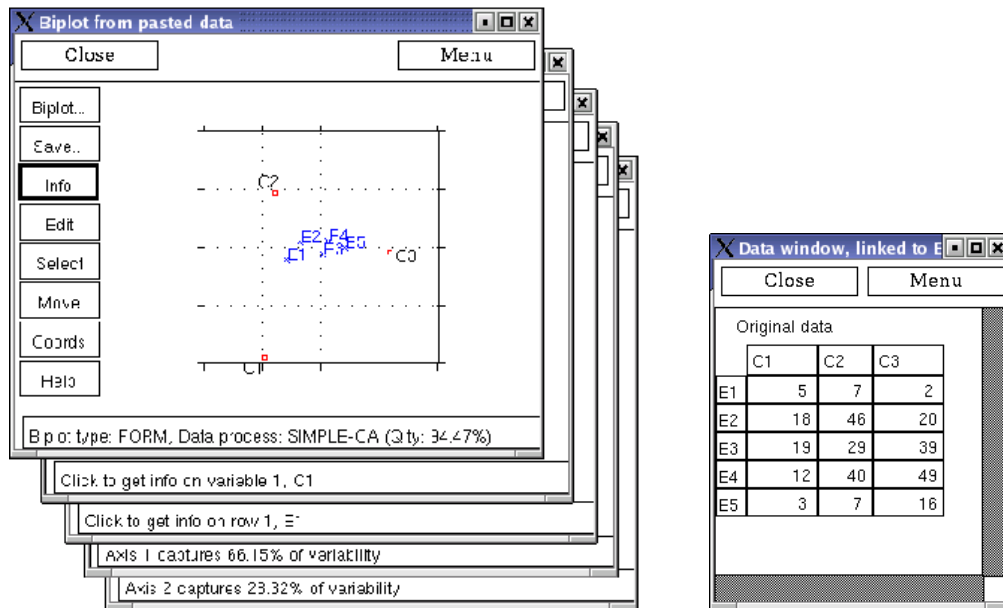 Biplot from pasted data
Close Menu
Biplot...
Save..
Info
Edit
Select
Move
Coords
Help
C2
E2 E4
E1 E3 E5
C3
C1
Biplot type: FORM, Data process: SIMPLE-CA
Click to get info on variable 1, C1
Click to get info on row 1, E1
Axis 1 captures 66.15% of variability
Axis 2 captures 23.32% of variability
Data window, linked to
Close Menu
Original data
C1 C2 C3
E1 5 7 2
E2 18 46 20
E3 19 29 39
E4 12 40 49
E5 3 7 16